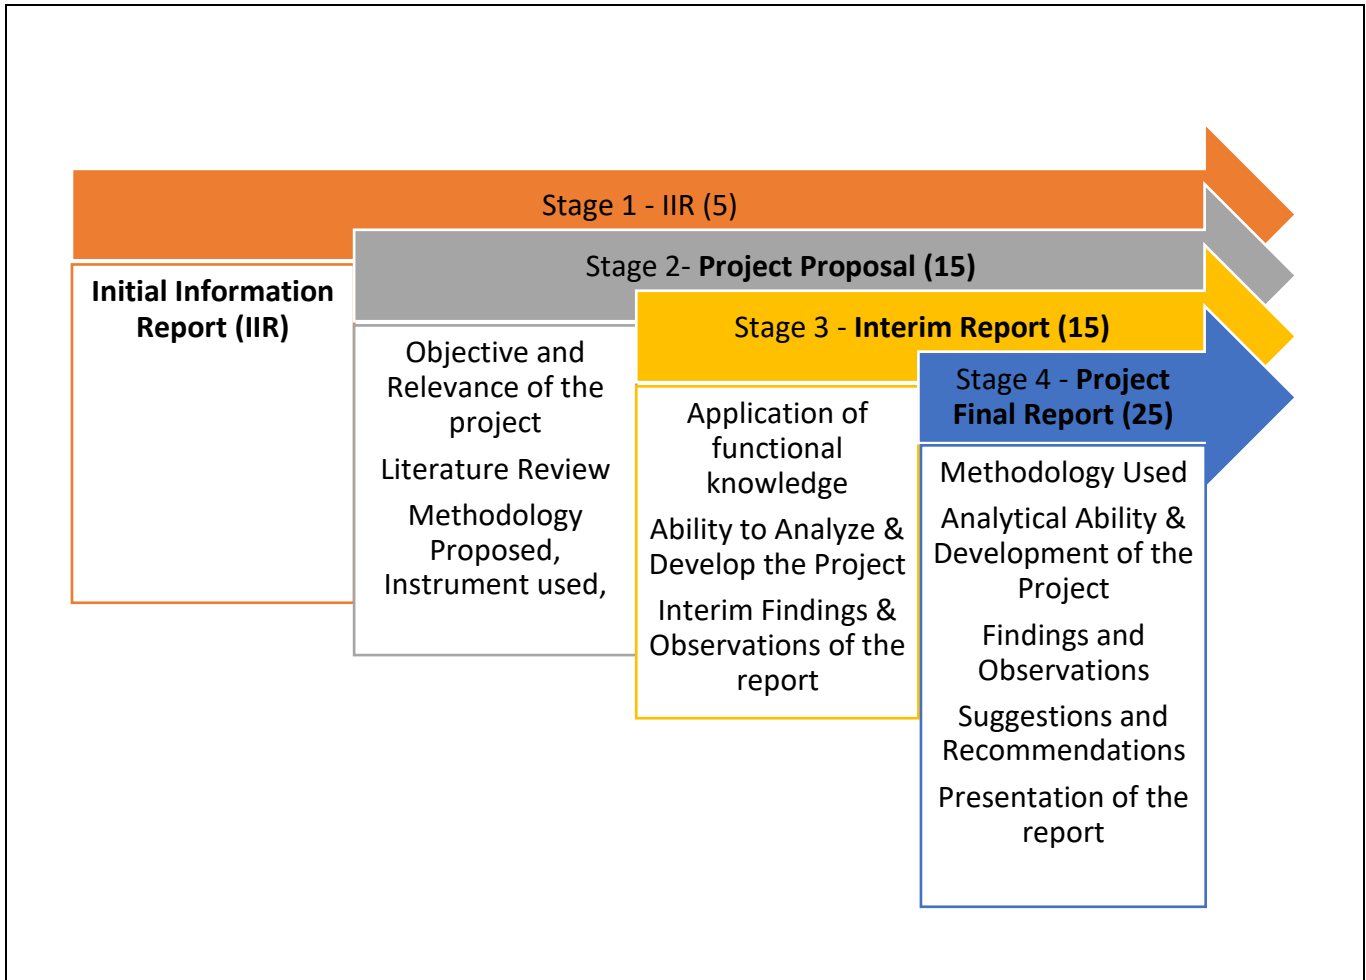 Stage 1 - IIR (5)
Initial Information
Report (IIR)
Stage 2- Project Proposal (15)
Objective and
Relevance of the
project
Literature Review
Methodology
Proposed,
Instrument used,
Stage 3 - Interim Report (15)
Application of
functional
knowledge
Ability to Analyze &
Develop the Project
Interim Findings &
Observations of the
report
Stage 4 - Project
Final Report (25)
Methodology Used
Analytical Ability &
Development of the
Project
Findings and
Observations
Suggestions and
Recommendations
Presentation of the
report